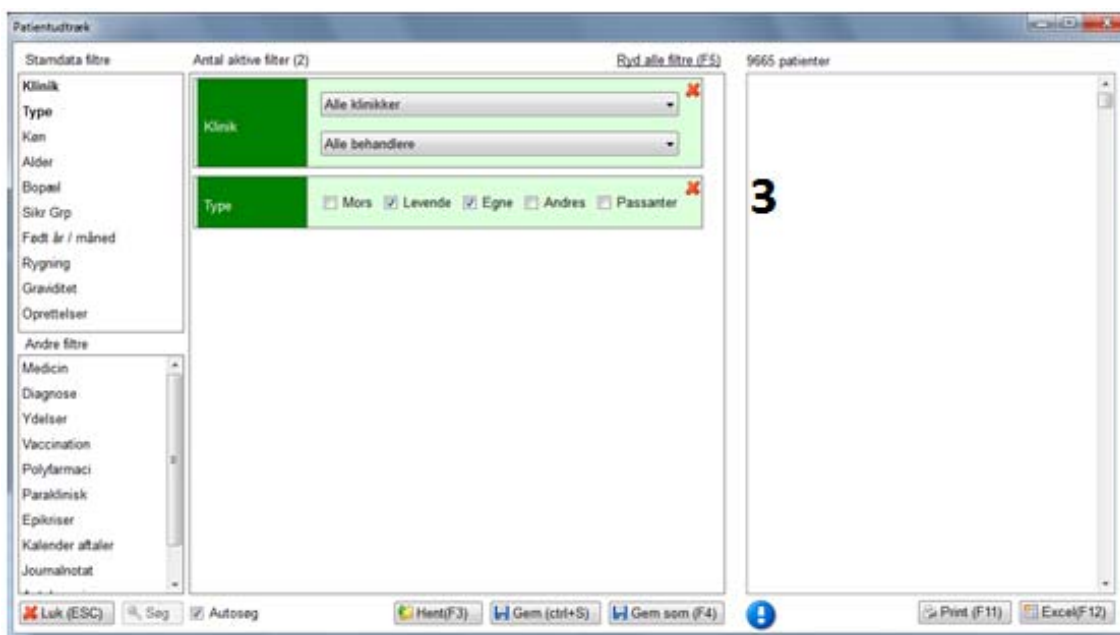 Patientudtræk
Stamdata filtre
Antal aktive filter (2)
Ryd alle filtre (F5)
9665 patienter
Klinik
Type
Køn
Alder
Bopæl
Sikr Grp
Født år / måned
Rygning
Graviditet
Oprettelser
Klinik
Alle klinikker
Alle behandlere
Type
Mors Levende Egne Andres Passanter
3
Andre filtre
Medicin
Diagnose
Ydelser
Vaccination
Polyfarmaci
Paraklinisk
Epikriser
Kalender aftaler
Journalnotat
Luk (ESC)
Søg
Autosøg
Hent(F3)
Gem (ctrl+S)
Gem som (F4)
Print (F11)
Excel(F12)